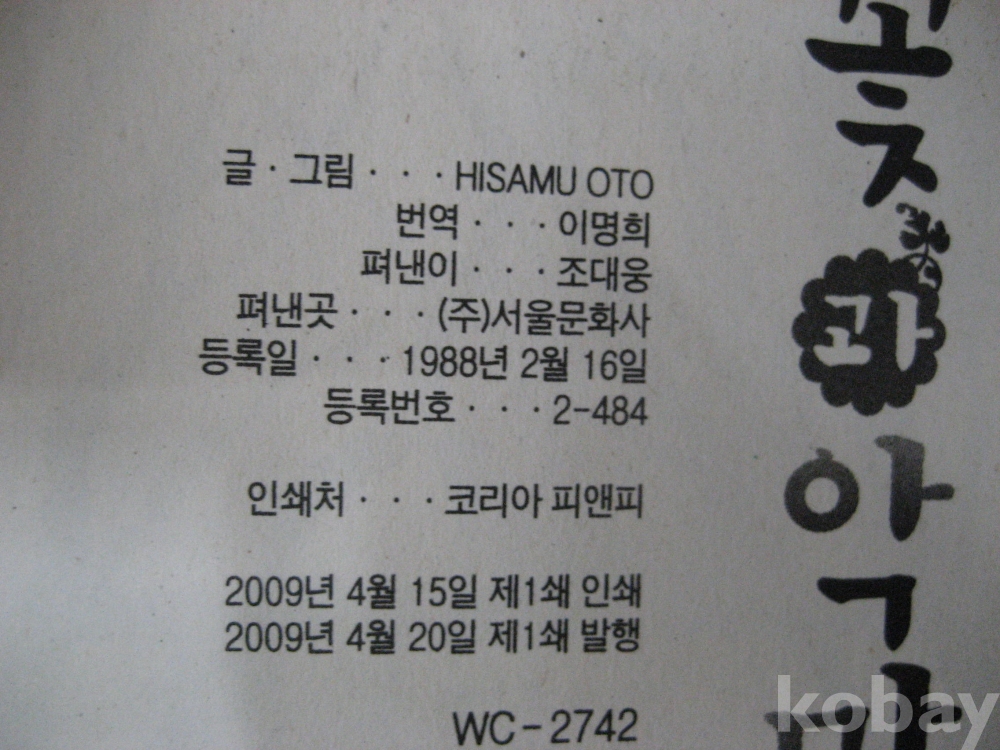 글 · 그림 · · · HISAMU OTO
번역 · · · 이명희
펴낸이 · · · 조대웅
펴낸곳 · · · (주)서울문화사
등록일 · · · 1988년 2월 16일
등록번호 · · · 2-484
인쇄처 · · · 코리아 피앤피
2009년 4월 15일 제1쇄 인쇄
2009년 4월 20일 제1쇄 발행
WC-2742
꽃과 아기
kobay